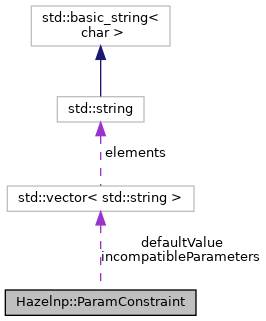 std::basic_string<
char >
std::string
elements
std::vector< std::string >
defaultValue
incompatibleParameters
Hazelnp::ParamConstraint